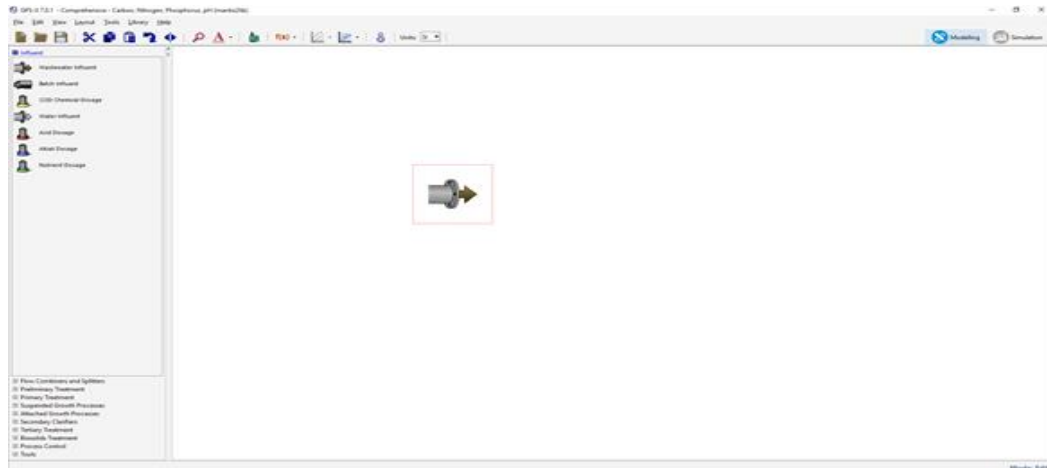 GPS-X 7.0.1 - Comprehensive - Carbon, Nitrogen, Phosphorus, pH (mantis2lib)
File Edit View Layout Tools Library Help
Units SI
Modelling Simulation
Influent
Wastewater Influent
Batch Influent
COD Chemical Dosage
Water Influent
Acid Dosage
Alkali Dosage
Nutrient Dosage
Flow Combiners and Splitters
Preliminary Treatment
Primary Treatment
Suspended Growth Processes
Attached Growth Processes
Secondary Clarifiers
Tertiary Treatment
Biosolids Treatment
Process Control
Tools